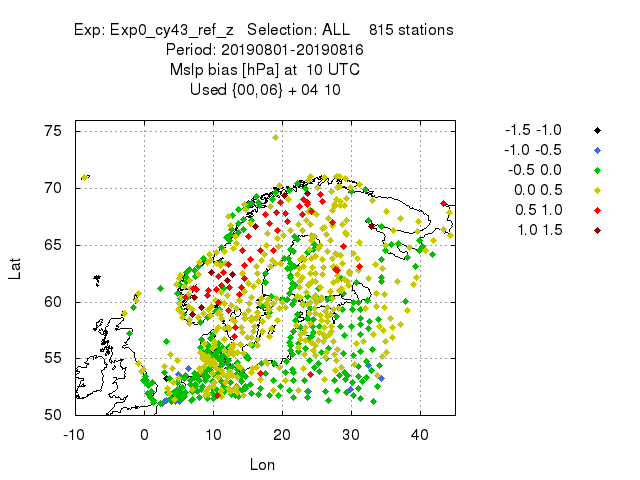 Exp: Exp0_cy43_ref_z Selection: ALL 815 stations
Period: 20190801-20190816
Mslp bias [hPa] at 10 UTC
Used {00,06} + 04 10
75
70
65
60
55
50
Lat
-10 0 10 20 30 40
Lon
-1.5 -1.0
-1.0 -0.5
-0.5 0.0
0.0 0.5
0.5 1.0
1.0 1.5